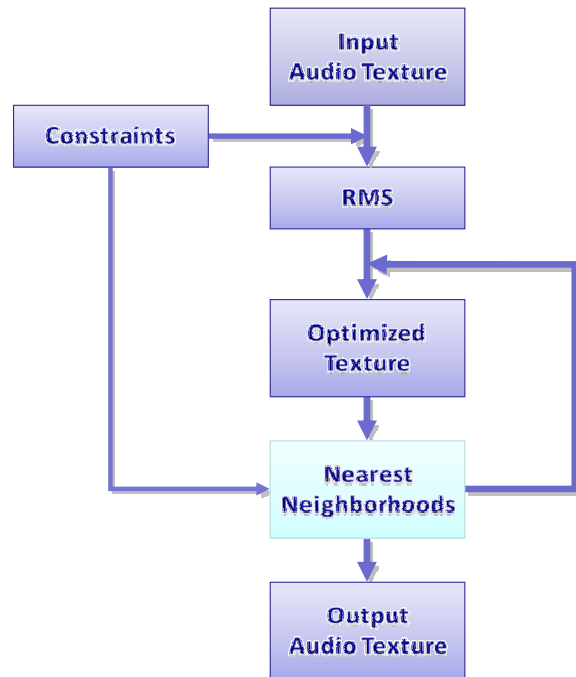 Input
Audio Texture
Constraints
RMS
Optimized
Texture
Nearest
Neighborhoods
Output
Audio Texture